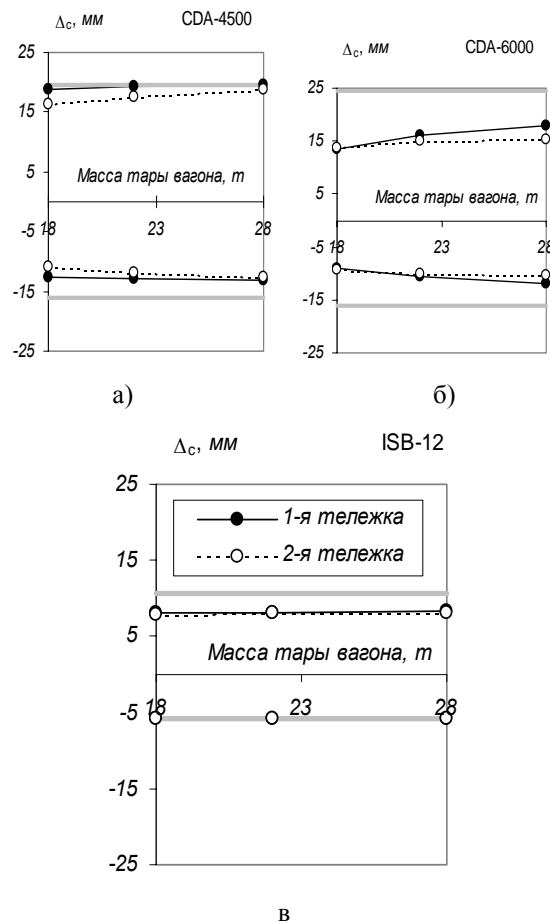 Δc, мм CDA-4500
25
15
5
Масса тары вагона, т
-5
18 23 28
-15
-25
а)
Δc, мм CDA-6000
25
15
5
Масса тары вагона, т
-5
18 23 28
-15
-25
б)
Δc, мм ISB-12
25
1-я тележка
15
2-я тележка
5
Масса тары вагона, т
-5
18 23 28
-15
-25
в